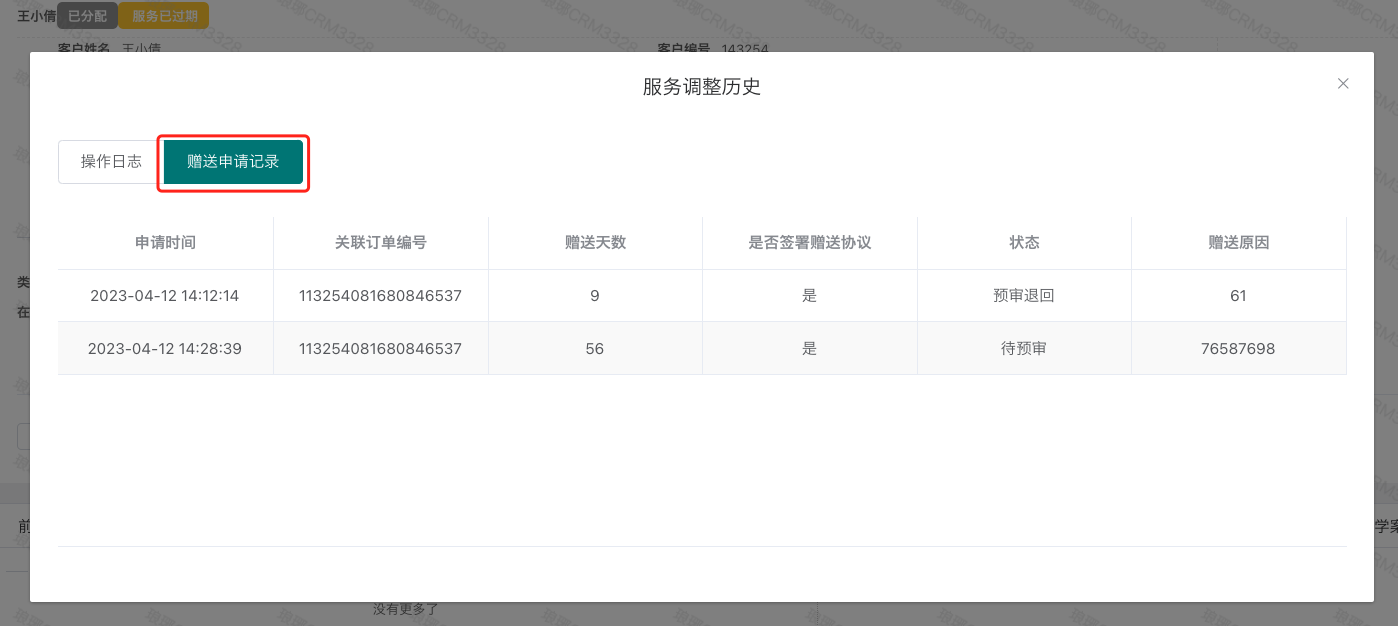 王小倩 已分配 服务已过期
客户姓名 王小倩 客户编号 143254
服务调整历史
操作日志 赠送申请记录
申请时间 关联订单编号 赠送天数 是否签署赠送协议 状态 赠送原因
2023-04-12 14:12:14 113254081680846537 9 是 预审退回 61
2023-04-12 14:28:39 113254081680846537 56 是 待预审 76587698
类
在
前
学案
没有更多了